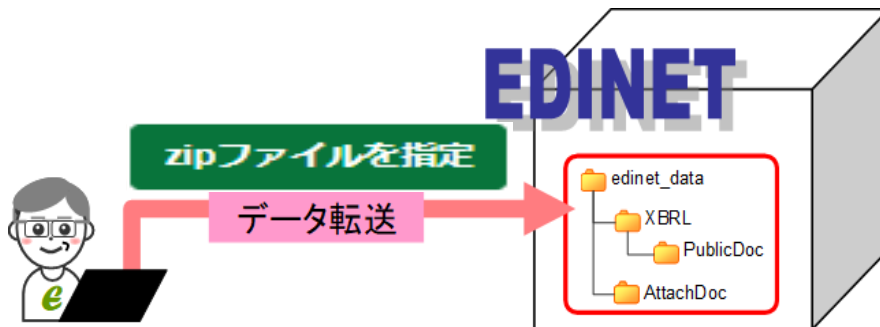 EDINET
zipファイルを指定
データ転送
edinet_data
XBRL
PublicDoc
AttachDoc
e